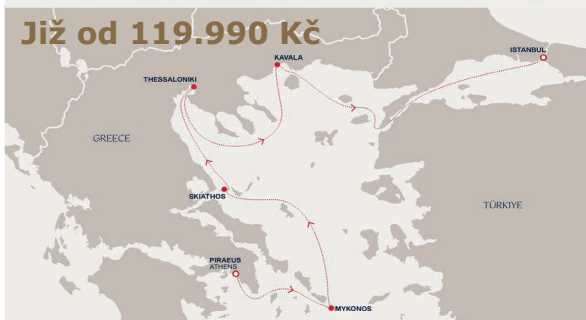 Již od 119.990 Kč
ISTANBUL
KAVALA
THESSALONIKI
GREECE
SKIATHOS
TÜRKIYE
PIRAEUS
ATHENS
MYKONOS